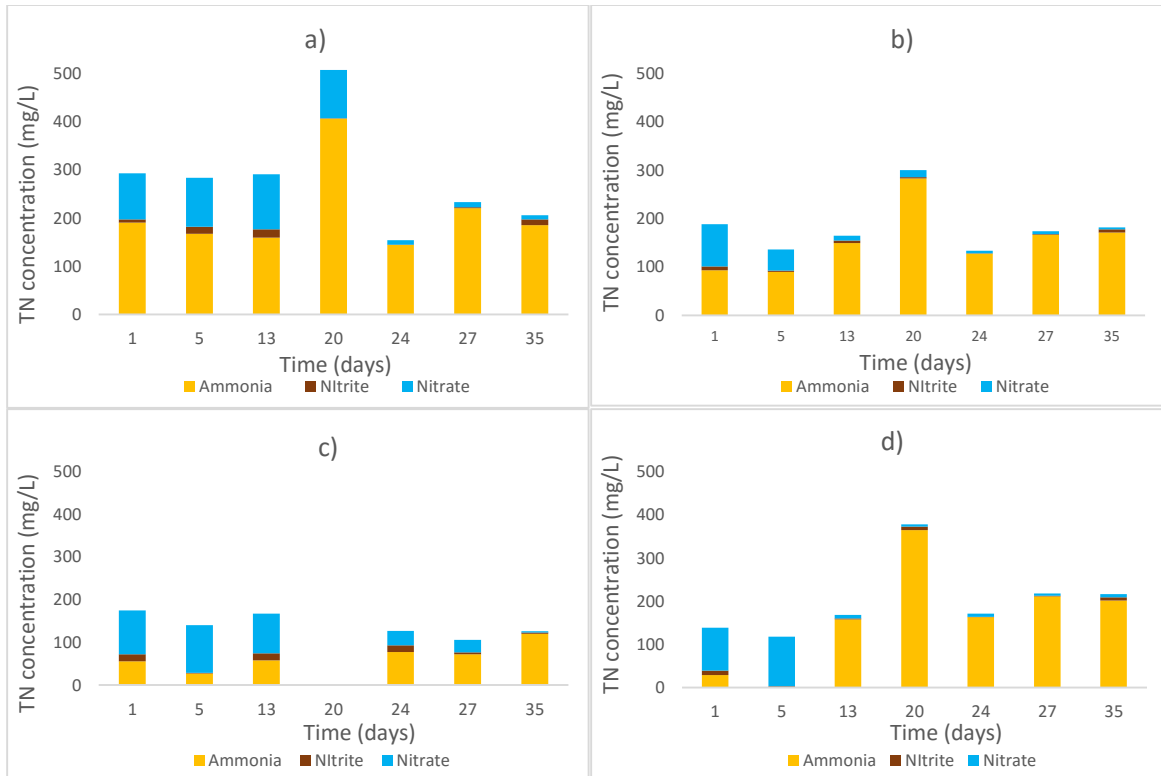 a)
TN concentration (mg/L)
500
400
300
200
100
0
1 5 13 20 24 27 35
Time (days)
Ammonia NItrite Nitrate
b)
TN concentration (mg/L)
500
400
300
200
100
0
1 5 13 20 24 27 35
Time (days)
Ammonia NItrite Nitrate
c)
TN concentration (mg/L)
500
400
300
200
100
0
1 5 13 20 24 27 35
Time (days)
Ammonia NItrite Nitrate
d)
TN concentration (mg/L)
500
400
300
200
100
0
1 5 13 20 24 27 35
Time (days)
Ammonia NItrite Nitrate